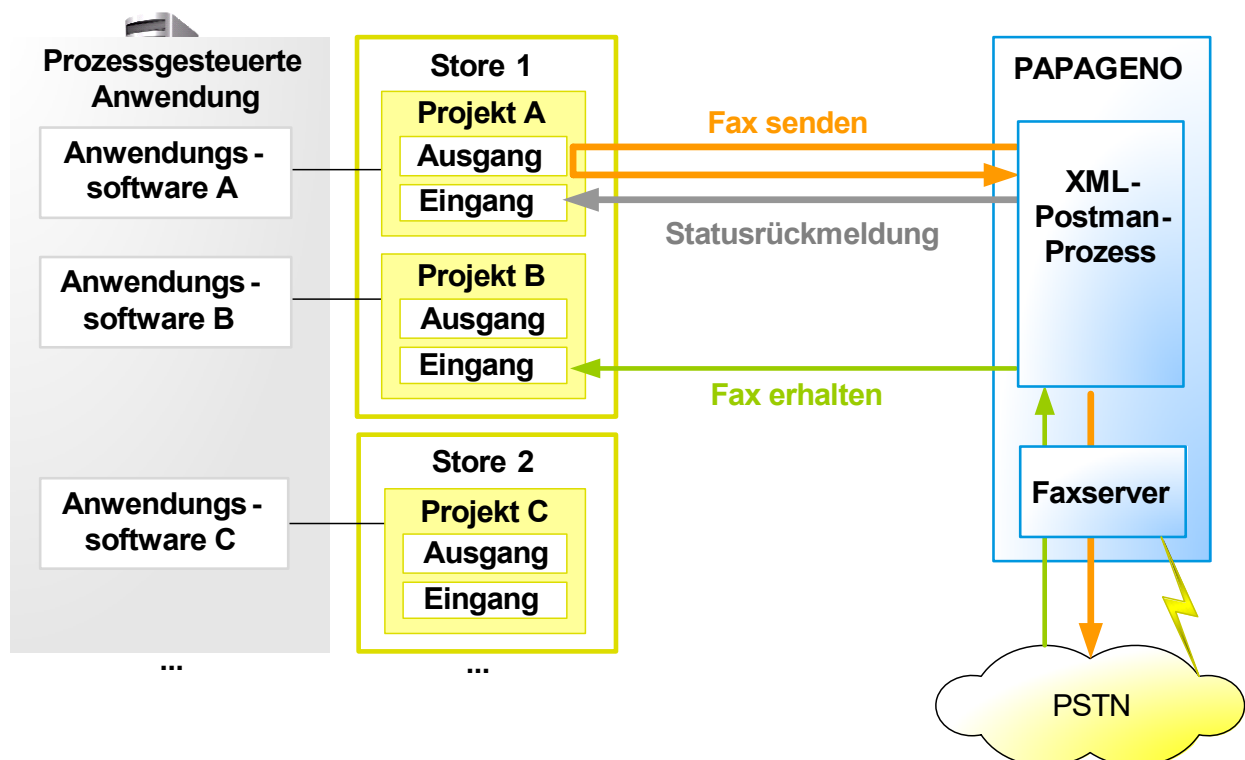 Prozessgesteuerte
Anwendung
Anwendungs -
software A
Anwendungs -
software B
Anwendungs -
software C
...
Store 1
Projekt A
Ausgang
Eingang
Projekt B
Ausgang
Eingang
Store 2
Projekt C
Ausgang
Eingang
...
Fax senden
Statusrückmeldung
Fax erhalten
PAPAGENO
XML-
Postman-
Prozess
Faxserver
PSTN